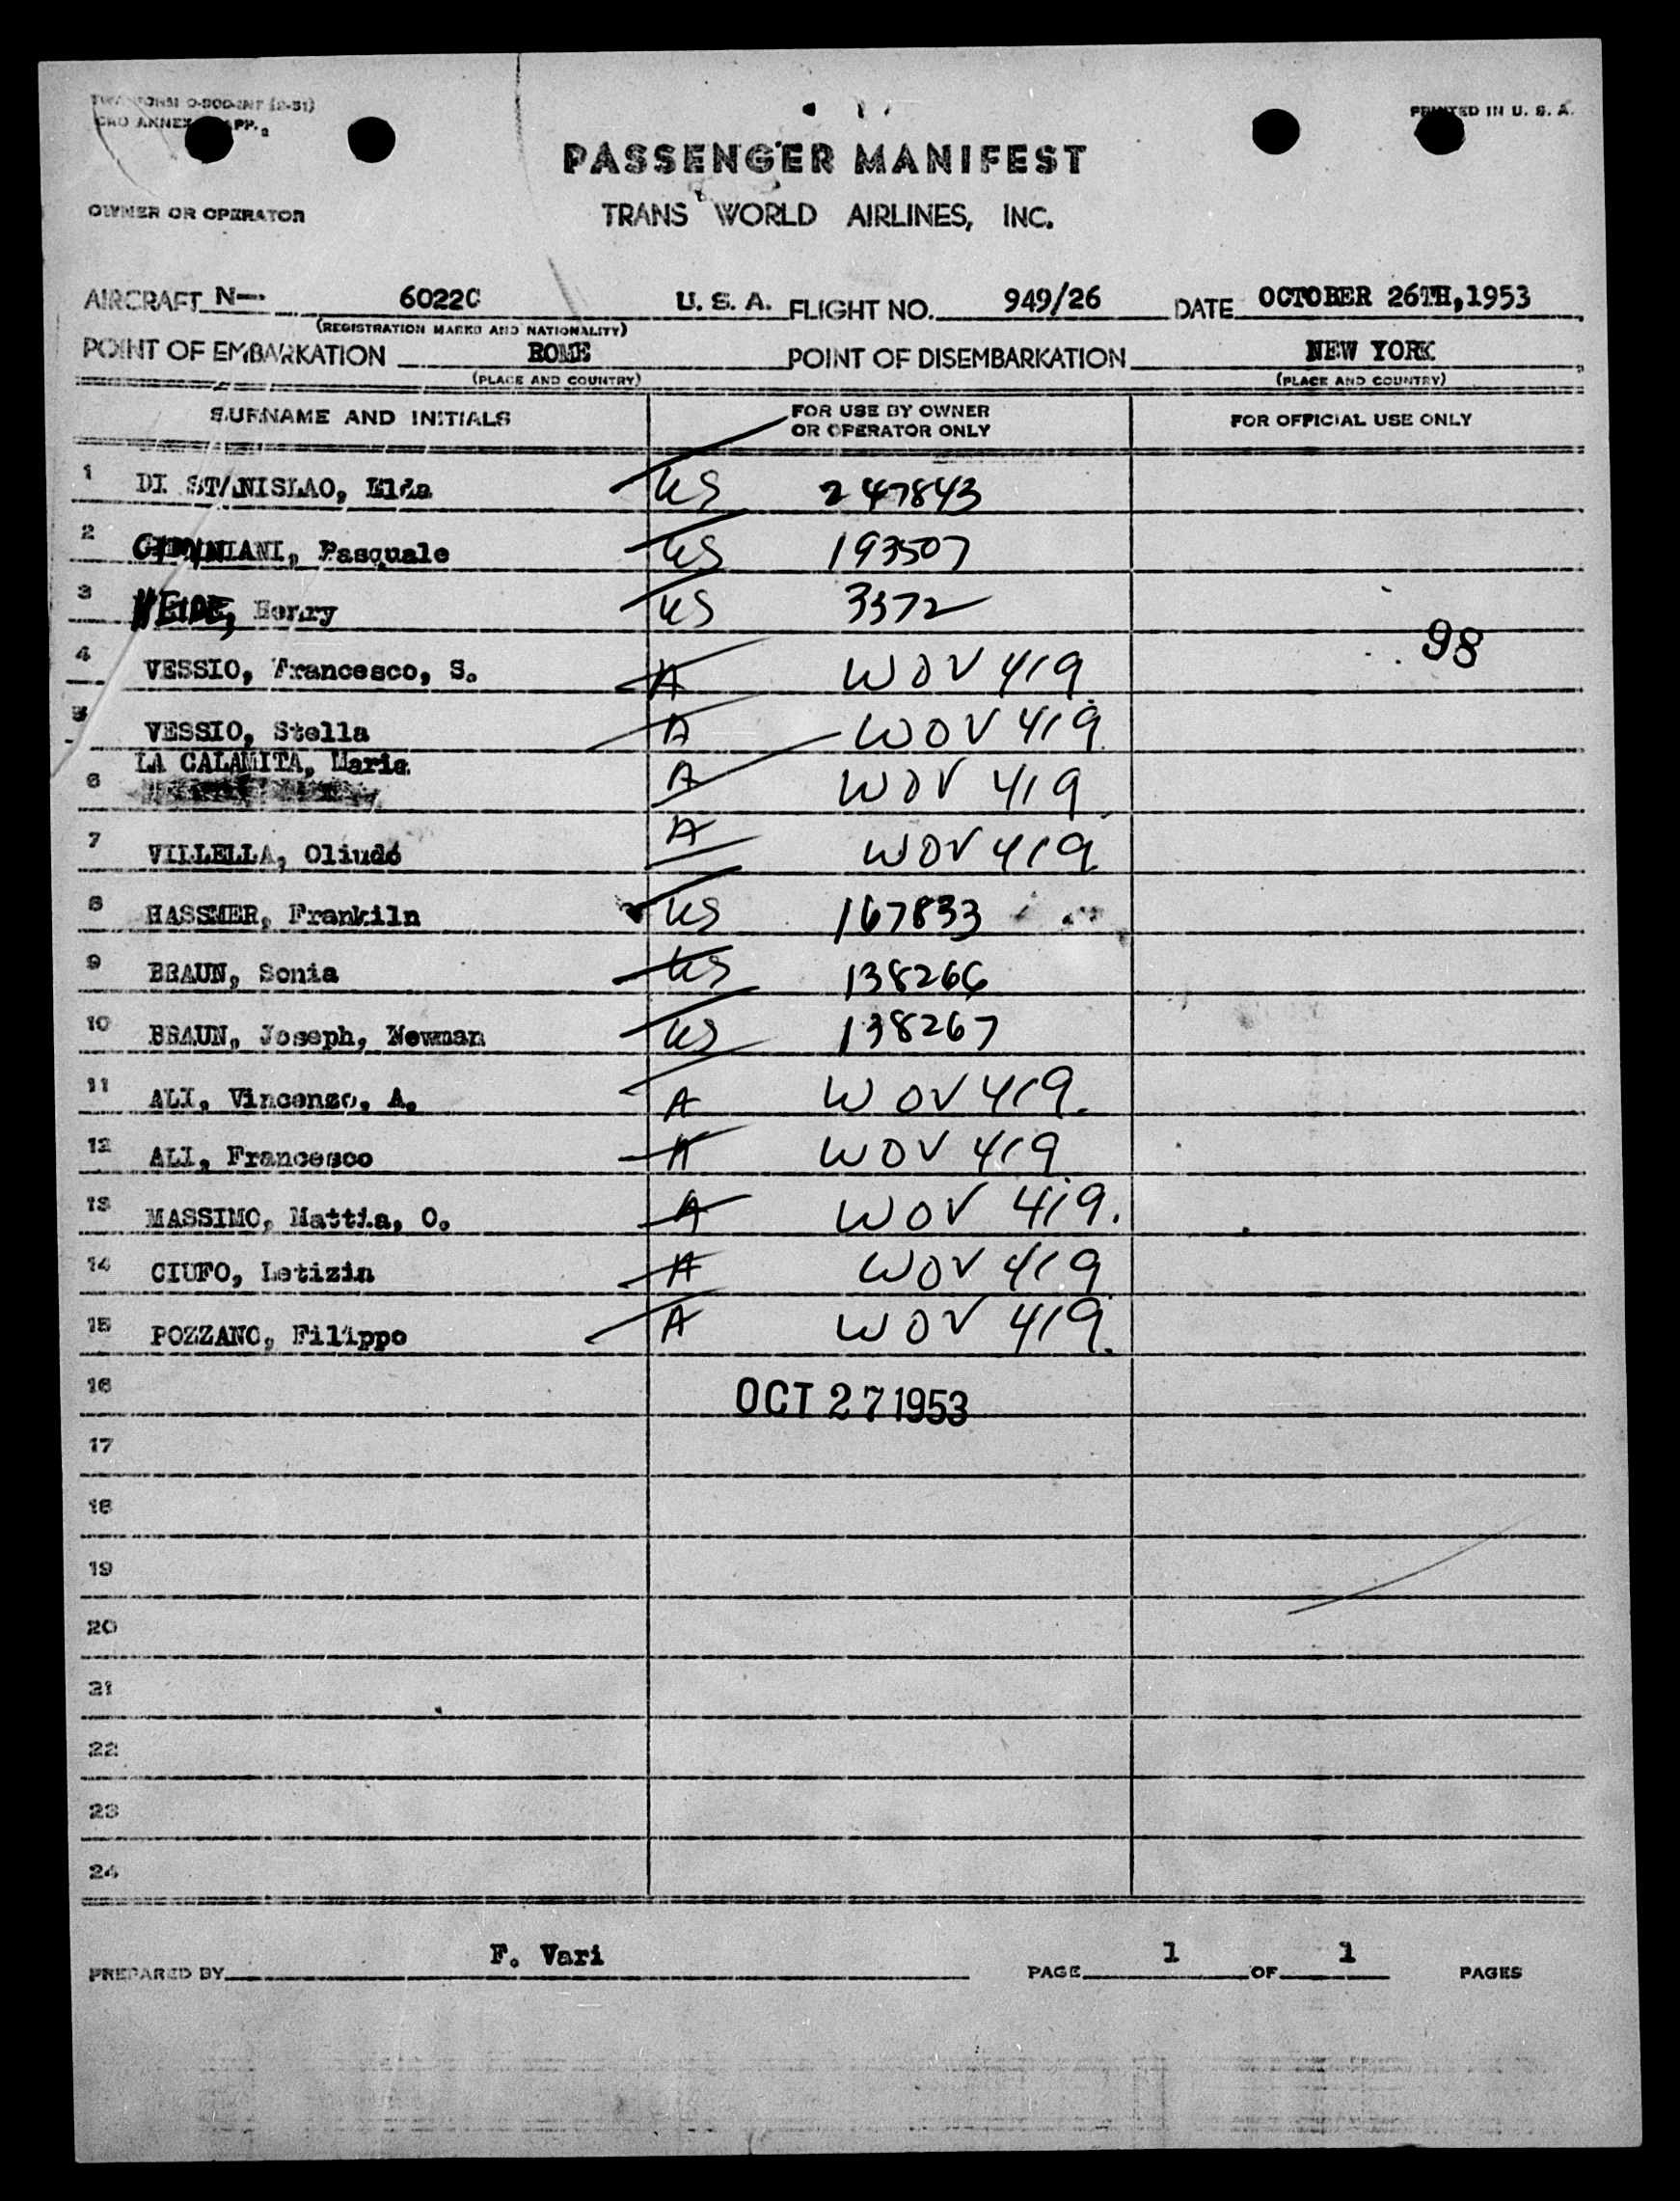 PRINTED IN U. S. A.
PASSENGER MANIFEST
OWNER OR OPERATOR
TRANS WORLD AIRLINES, INC.
AIRCRAFT N- 6022C U. S. A. FLIGHT NO. 949/26 DATE OCTOBER 26TH,1953
(REGISTRATION MARKS AND NATIONALITY)
POINT OF EMBARKATION ROME POINT OF DISEMBARKATION NEW YORK
(PLACE AND COUNTRY) (PLACE AND COUNTRY)
SURNAME AND INITIALS FOR USE BY OWNER OR OPERATOR ONLY FOR OFFICIAL USE ONLY
1 DI STANISLAO, Elda US 247843
2 Pasquale US 193507
3 Henry US 3372
98
4 VESSIO, Francesco, S. A WOV 419
5 VESSIO, Stella A WOV 419
6 LA CALAMITA, Maria A WOV 419
7 VILLELLA, Olindo A WOV 419
8 HASSMER, Frankiln US 167833
9 BRAUN, Sonia US 138266
10 BRAUN, Joseph, Newman US 138267
11 ALI, Vincenzo, A. A WOV 419.
12 ALI, Francesco A WOV 419
13 MASSIMO, Mattia, O. A WOV 419.
14 CIUFO, Letizia A WOV 419
15 POZZANO, Filippo A WOV 419.
16 OCT 27 1953
17
18
19
20
21
22
23
24
PREPARED BY F. Vari PAGE 1 OF 1 PAGES